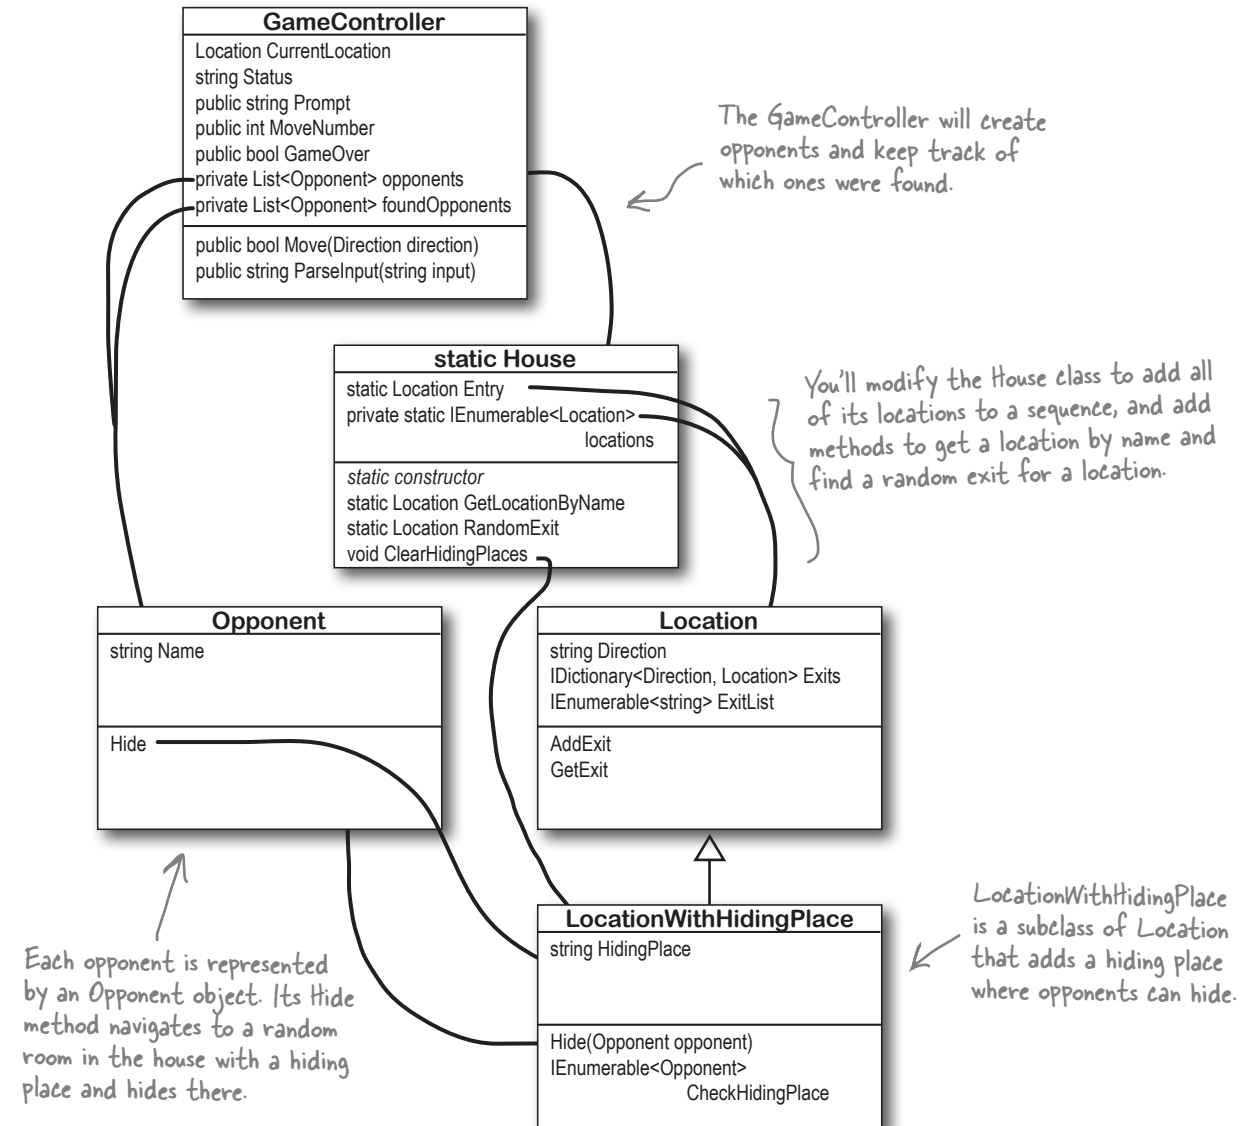 GameController
Location CurrentLocation
string Status
public string Prompt
public int MoveNumber
public bool GameOver
private List<Opponent> opponents
private List<Opponent> foundOpponents
public bool Move(Direction direction)
public string ParseInput(string input)
The GameController will create
opponents and keep track of
which ones were found.
static House
static Location Entry
private static IEnumerable<Location>
locations
static constructor
static Location GetLocationByName
static Location RandomExit
void ClearHidingPlaces
You'll modify the House class to add all
of its locations to a sequence, and add
methods to get a location by name and
find a random exit for a location.
Opponent
string Name
Hide
Location
string Direction
IDictionary<Direction, Location> Exits
IEnumerable<string> ExitList
AddExit
GetExit
Each opponent is represented
by an Opponent object. Its Hide
method navigates to a random
room in the house with a hiding
place and hides there.
LocationWithHidingPlace
string HidingPlace
Hide(Opponent opponent)
IEnumerable<Opponent>
CheckHidingPlace
LocationWithHidingPlace
is a subclass of Location
that adds a hiding place
where opponents can hide.